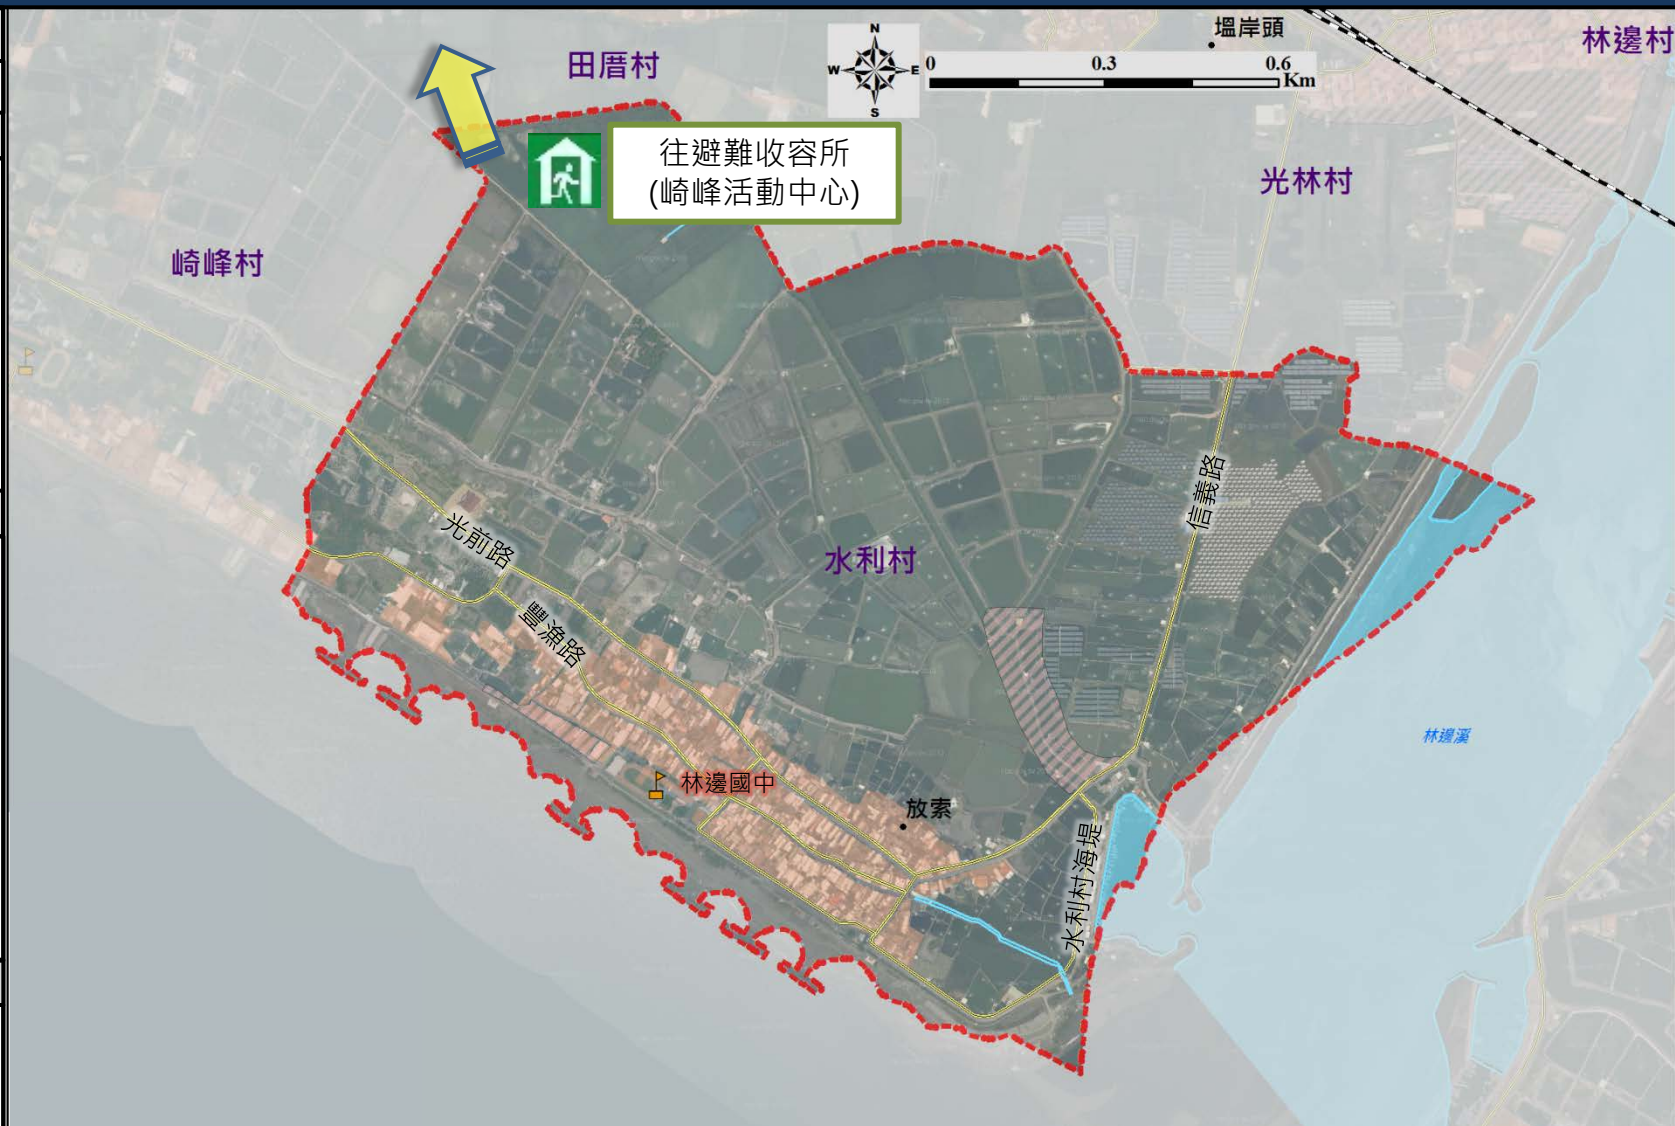 塭岸頭
林邊村
田厝村
N
W
E
S
0
0.3
0.6
Km
往避難收容所
(崎峰活動中心)
光林村
崎峰村
信義路
光前路
水利村
豐漁路
林邊溪
林邊國中
放索
水利村海堤